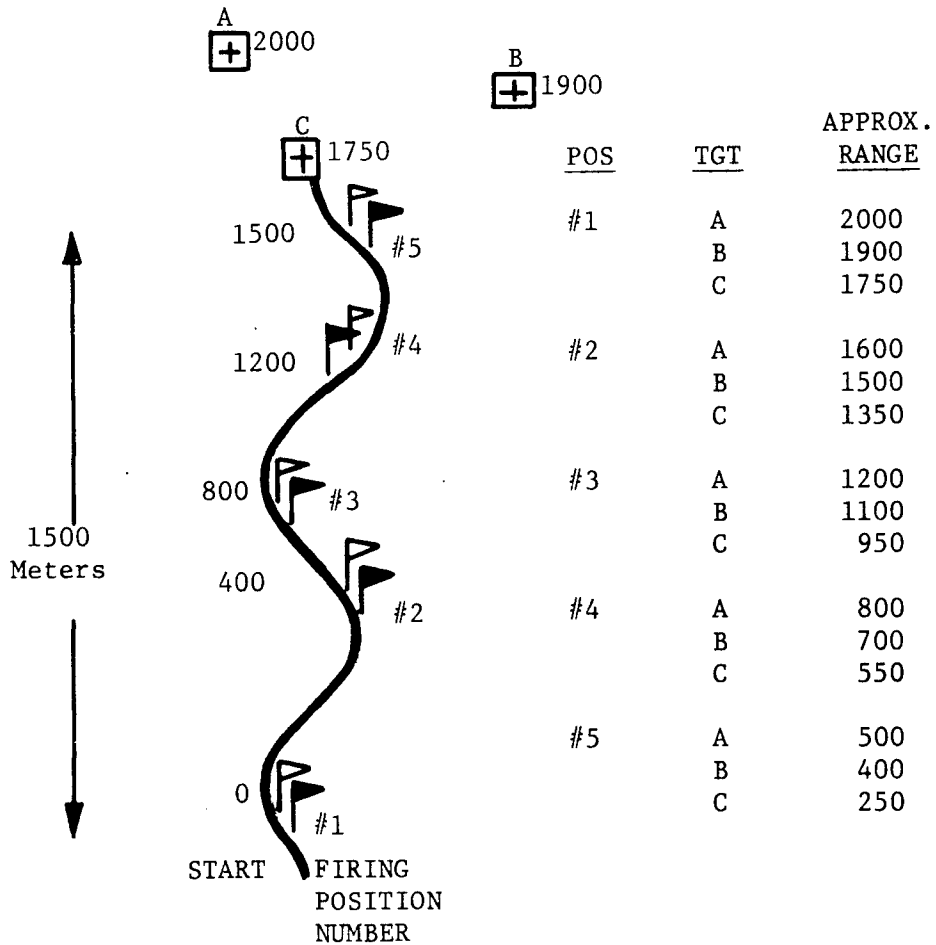 A
2000
B
1900
C
1750
1500
#5
1200
#4
800
#3
400
#2
0
#1
1500
Meters
START
FIRING
POSITION
NUMBER
APPROX.
POS TGT RANGE
#1 A 2000
B 1900
C 1750
#2 A 1600
B 1500
C 1350
#3 A 1200
B 1100
C 950
#4 A 800
B 700
C 550
#5 A 500
B 400
C 250